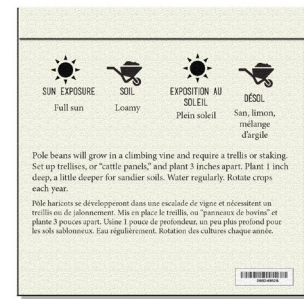 SUN EXPOSURE
Full sun
SOIL
Loamy
EXPOSITION AU
SOLEIL
Plein soleil
DÉSOL
San, limon,
mélange
d'argile
Pole beans will grow in a climbing vine and require a trellis or staking.
Set up trellises, or "cattle panels," and plant 3 inches apart. Plant 1 inch
deep, a little deeper for sandier soils. Water regularly. Rotate crops
each year.
Pôle haricots se développeront dans une escalade de vigne et nécessitent un
treillis ou de jalonnement. Mis en place le treillis, ou "panneaux de bovins" et
plante 3 pouces apart. Usine 1 pouce de profondeur, un peu plus profond pour
les sols sablonneux. Eau régulièrement. Rotation des cultures chaque année.